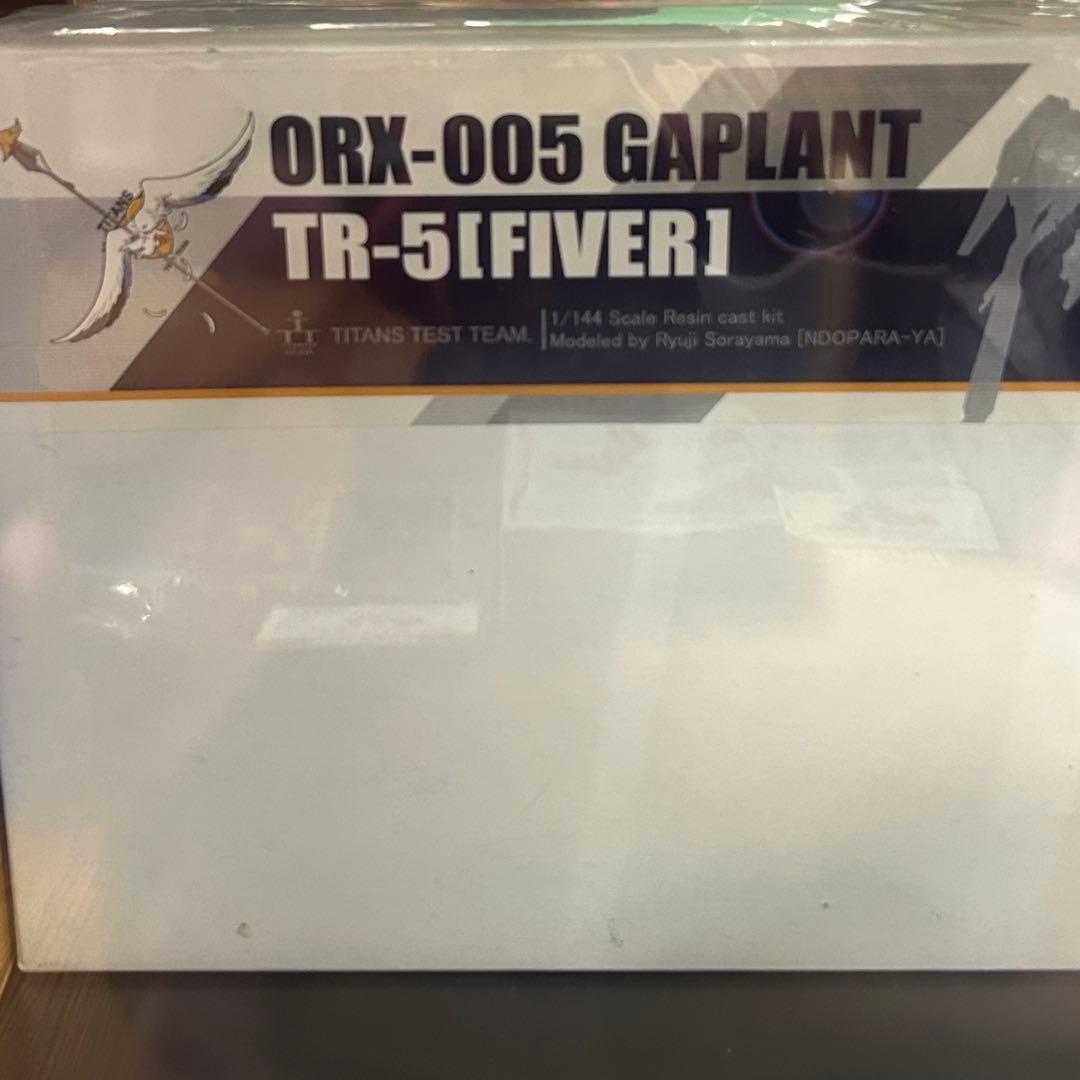 ORX-005 GAPLANT
TR-5[FIVER]
TITANS
TITANS TEST TEAM.
1/144 Scale Resin cast kit
Modeled by Ryuji Sorayama [NDOPARA-YA]